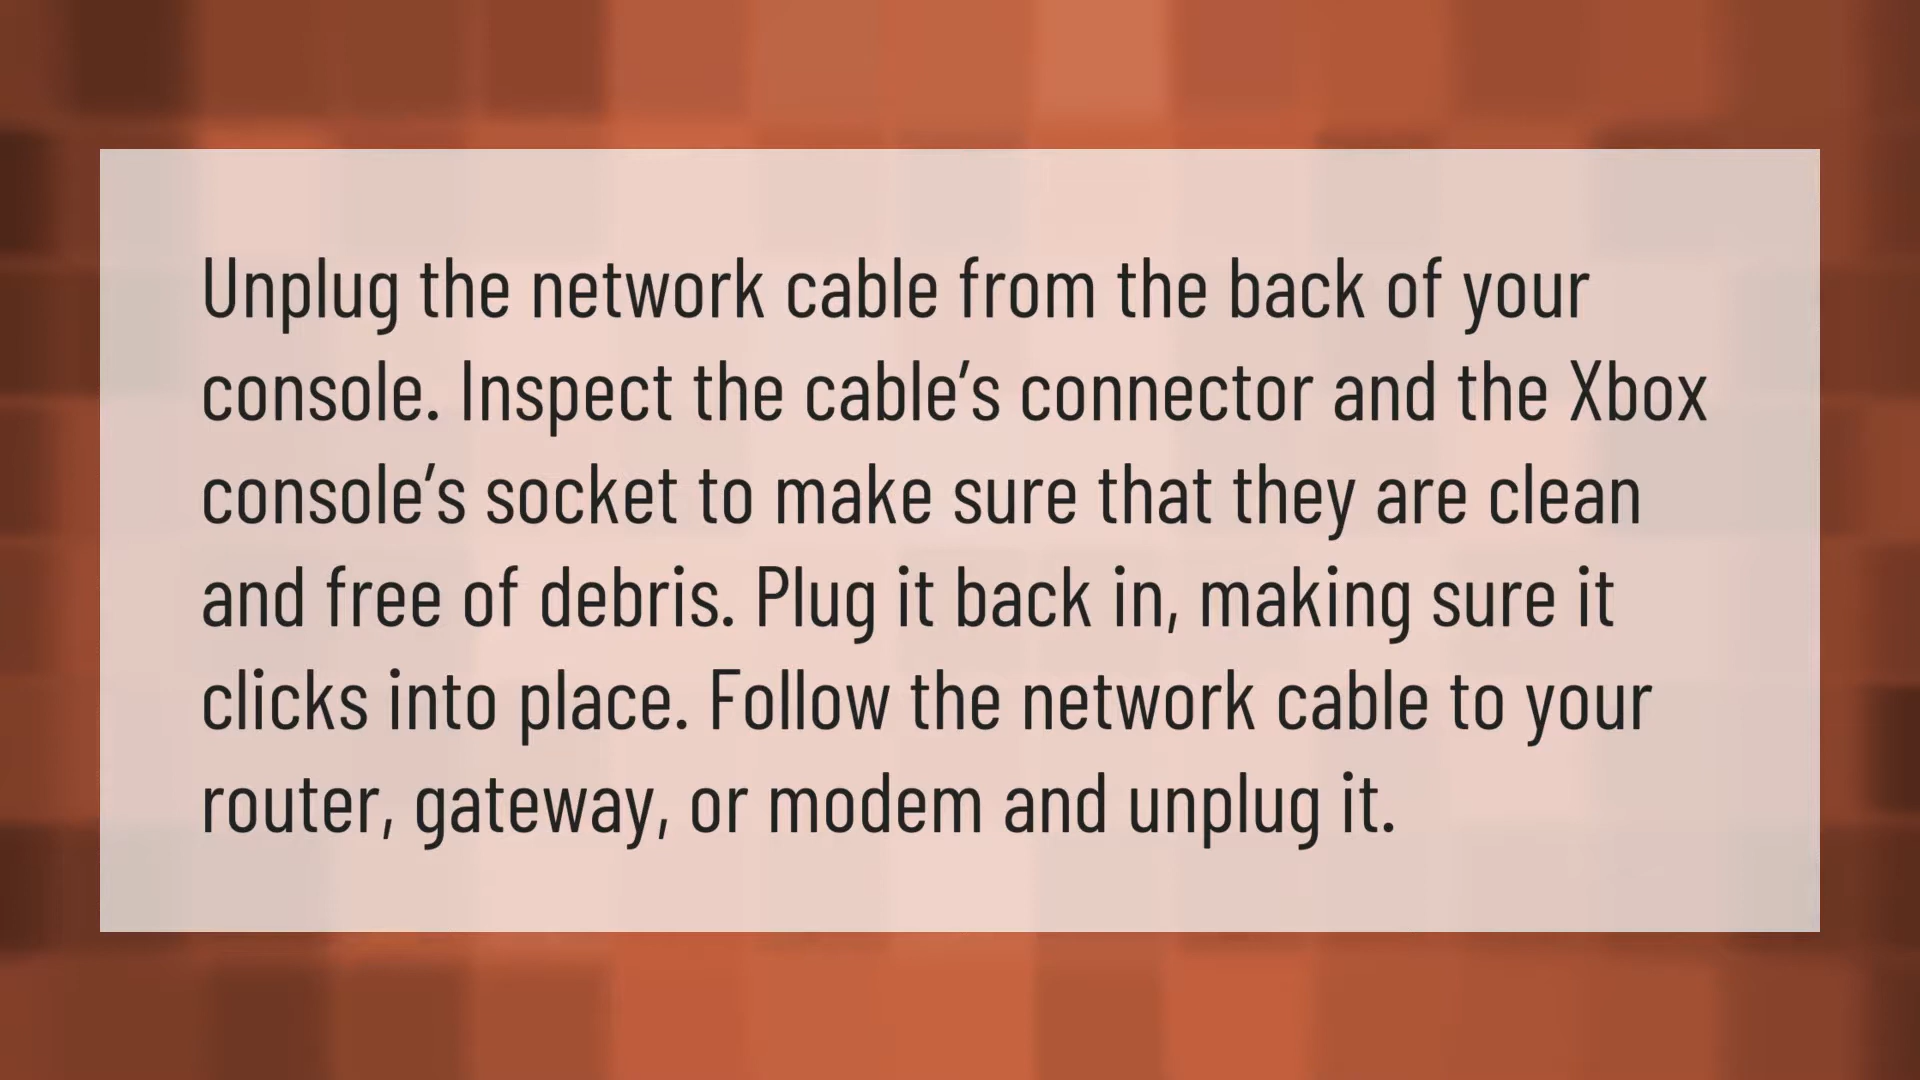 Unplug the network cable from the back of your
console. Inspect the cable’s connector and the Xbox
console’s socket to make sure that they are clean
and free of debris. Plug it back in, making sure it
clicks into place. Follow the network cable to your
router, gateway, or modem and unplug it.